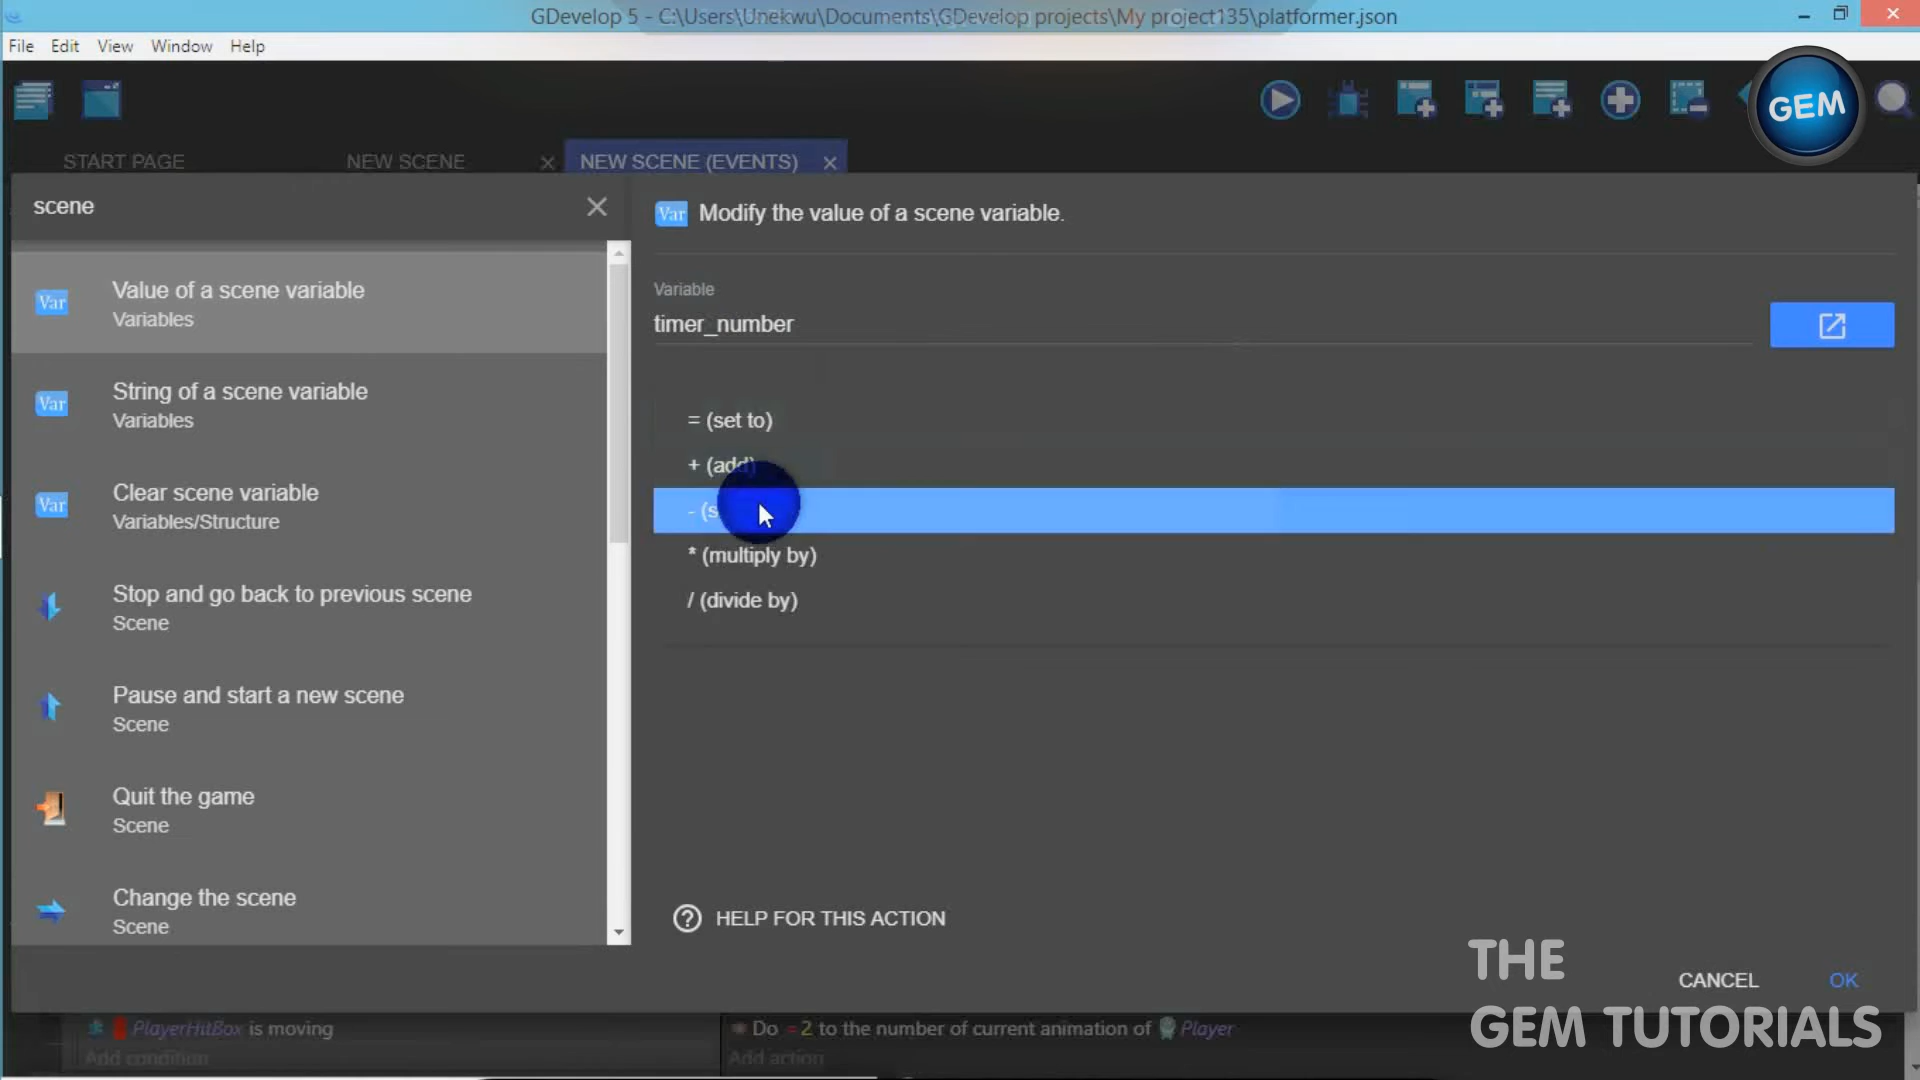 GDevelop 5 - C:\Users\Unekwu\Documents\GDevelop projects\My project135\platformer.json
File Edit View Window Help
GEM
START PAGE NEW SCENE NEW SCENE (EVENTS)
scene
Var Modify the value of a scene variable.
Var Value of a scene variable
Variables
Variable
timer_number
Var String of a scene variable
Variables
= (set to)
+ (add)
- (s
* (multiply by)
/ (divide by)
Var Clear scene variable
Variables/Structure
Stop and go back to previous scene
Scene
Pause and start a new scene
Scene
Quit the game
Scene
Change the scene
Scene
HELP FOR THIS ACTION
CANCEL OK
THE
GEM TUTORIALS
PlayerHitBox is moving
Add condition
Do =2 to the number of current animation of Player
Add action